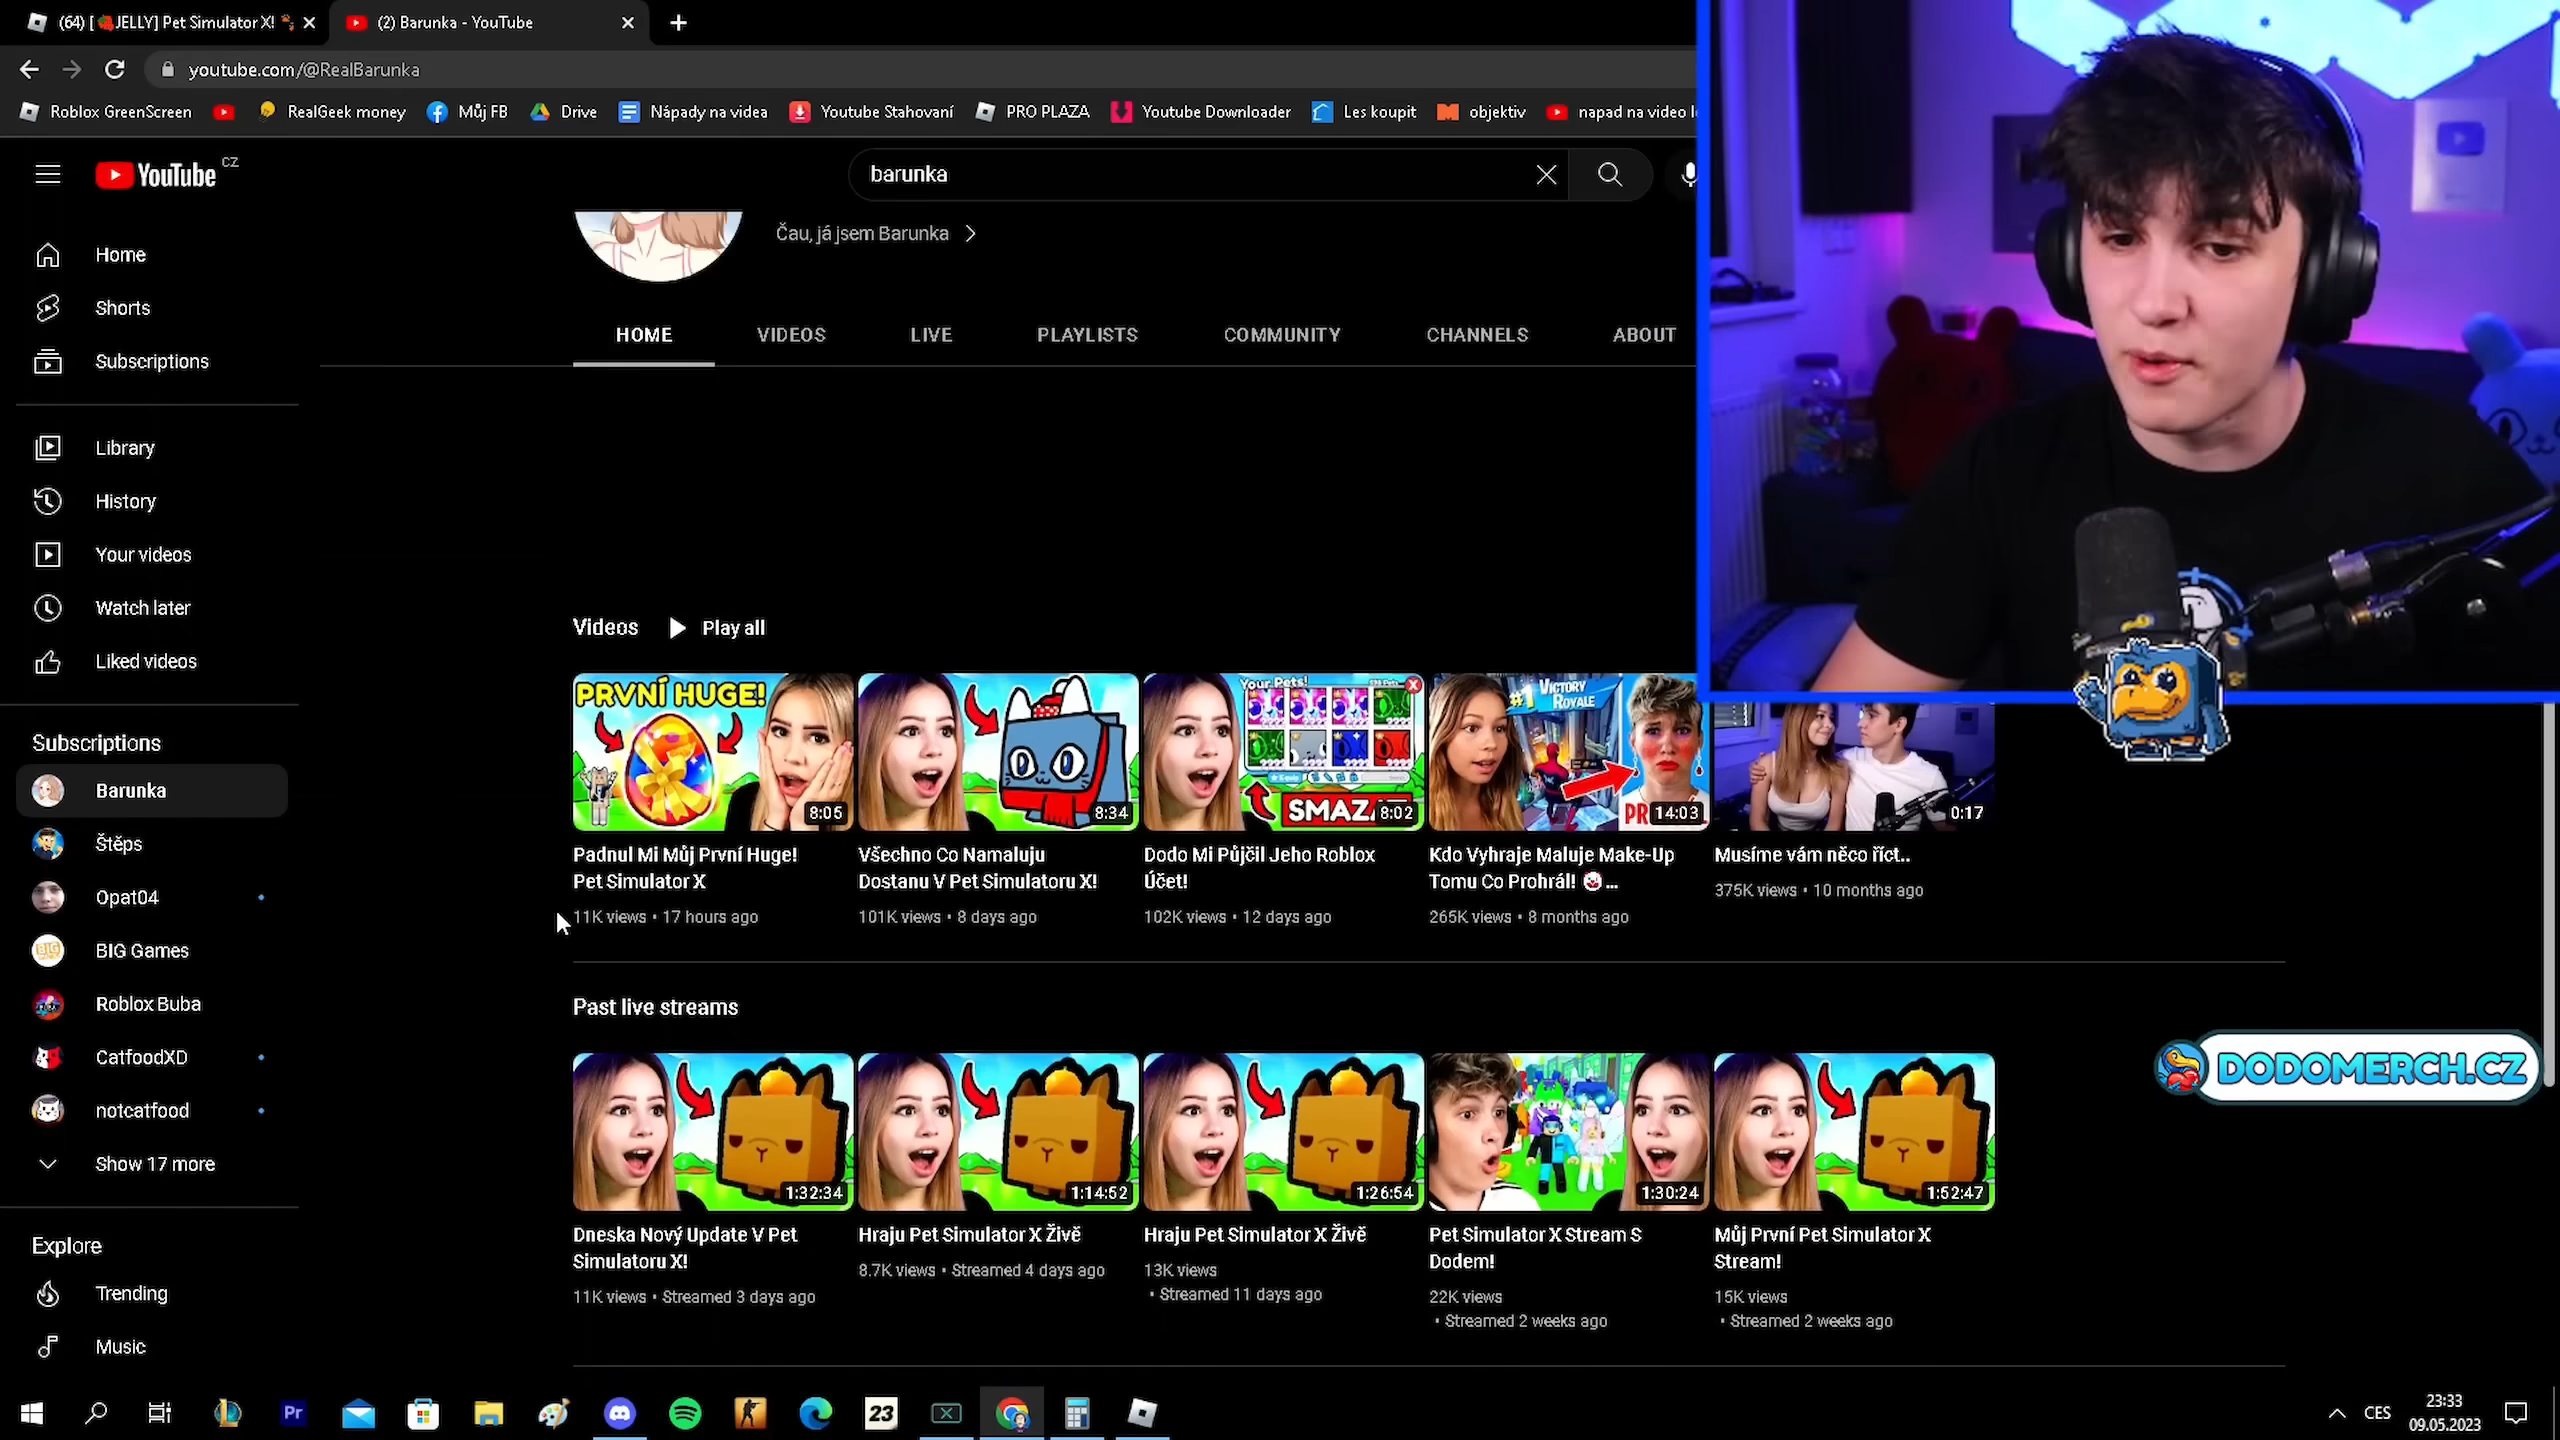 (64) [🍓JELLY] Pet Simulator X! 🐾
(2) Barunka - YouTube
youtube.com/@RealBarunka
Roblox GreenScreen
RealGeek money
Můj FB
Drive
Nápady na videa
Youtube Stahovaní
PRO PLAZA
Youtube Downloader
Les koupit
objektiv
napad na video l
YouTube CZ
barunka
Čau, já jsem Barunka
HOME
VIDEOS
LIVE
PLAYLISTS
COMMUNITY
CHANNELS
ABOUT
Home
Shorts
Subscriptions
Library
History
Your videos
Watch later
Liked videos
Subscriptions
Barunka
Štěps
Opat04
BIG Games
Roblox Buba
CatfoodXD
notcatfood
Show 17 more
Explore
Trending
Music
Videos
Play all
PRVNÍ HUGE!
8:05
Padnul Mi Můj První Huge!
Pet Simulator X
11K views • 17 hours ago
8:34
Všechno Co Namaluju
Dostanu V Pet Simulatoru X!
101K views • 8 days ago
Your Pets!
SMAZA
8:02
Dodo Mi Půjčil Jeho Roblox
Účet!
102K views • 12 days ago
#1 VICTORY
ROYALE
PR
14:03
Kdo Vyhraje Maluje Make-Up
Tomu Co Prohrál! 🤡 ...
265K views • 8 months ago
0:17
Musíme vám něco říct..
375K views • 10 months ago
Past live streams
1:32:34
Dneska Nový Update V Pet
Simulatoru X!
11K views • Streamed 3 days ago
1:14:52
Hraju Pet Simulator X Živě
8.7K views • Streamed 4 days ago
1:26:54
Hraju Pet Simulator X Živě
13K views
• Streamed 11 days ago
1:30:24
Pet Simulator X Stream S
Dodem!
22K views
• Streamed 2 weeks ago
1:52:47
Můj První Pet Simulator X
Stream!
15K views
• Streamed 2 weeks ago
DODOMERCH.CZ
Pr
23
CES
23:33
09.05.2023